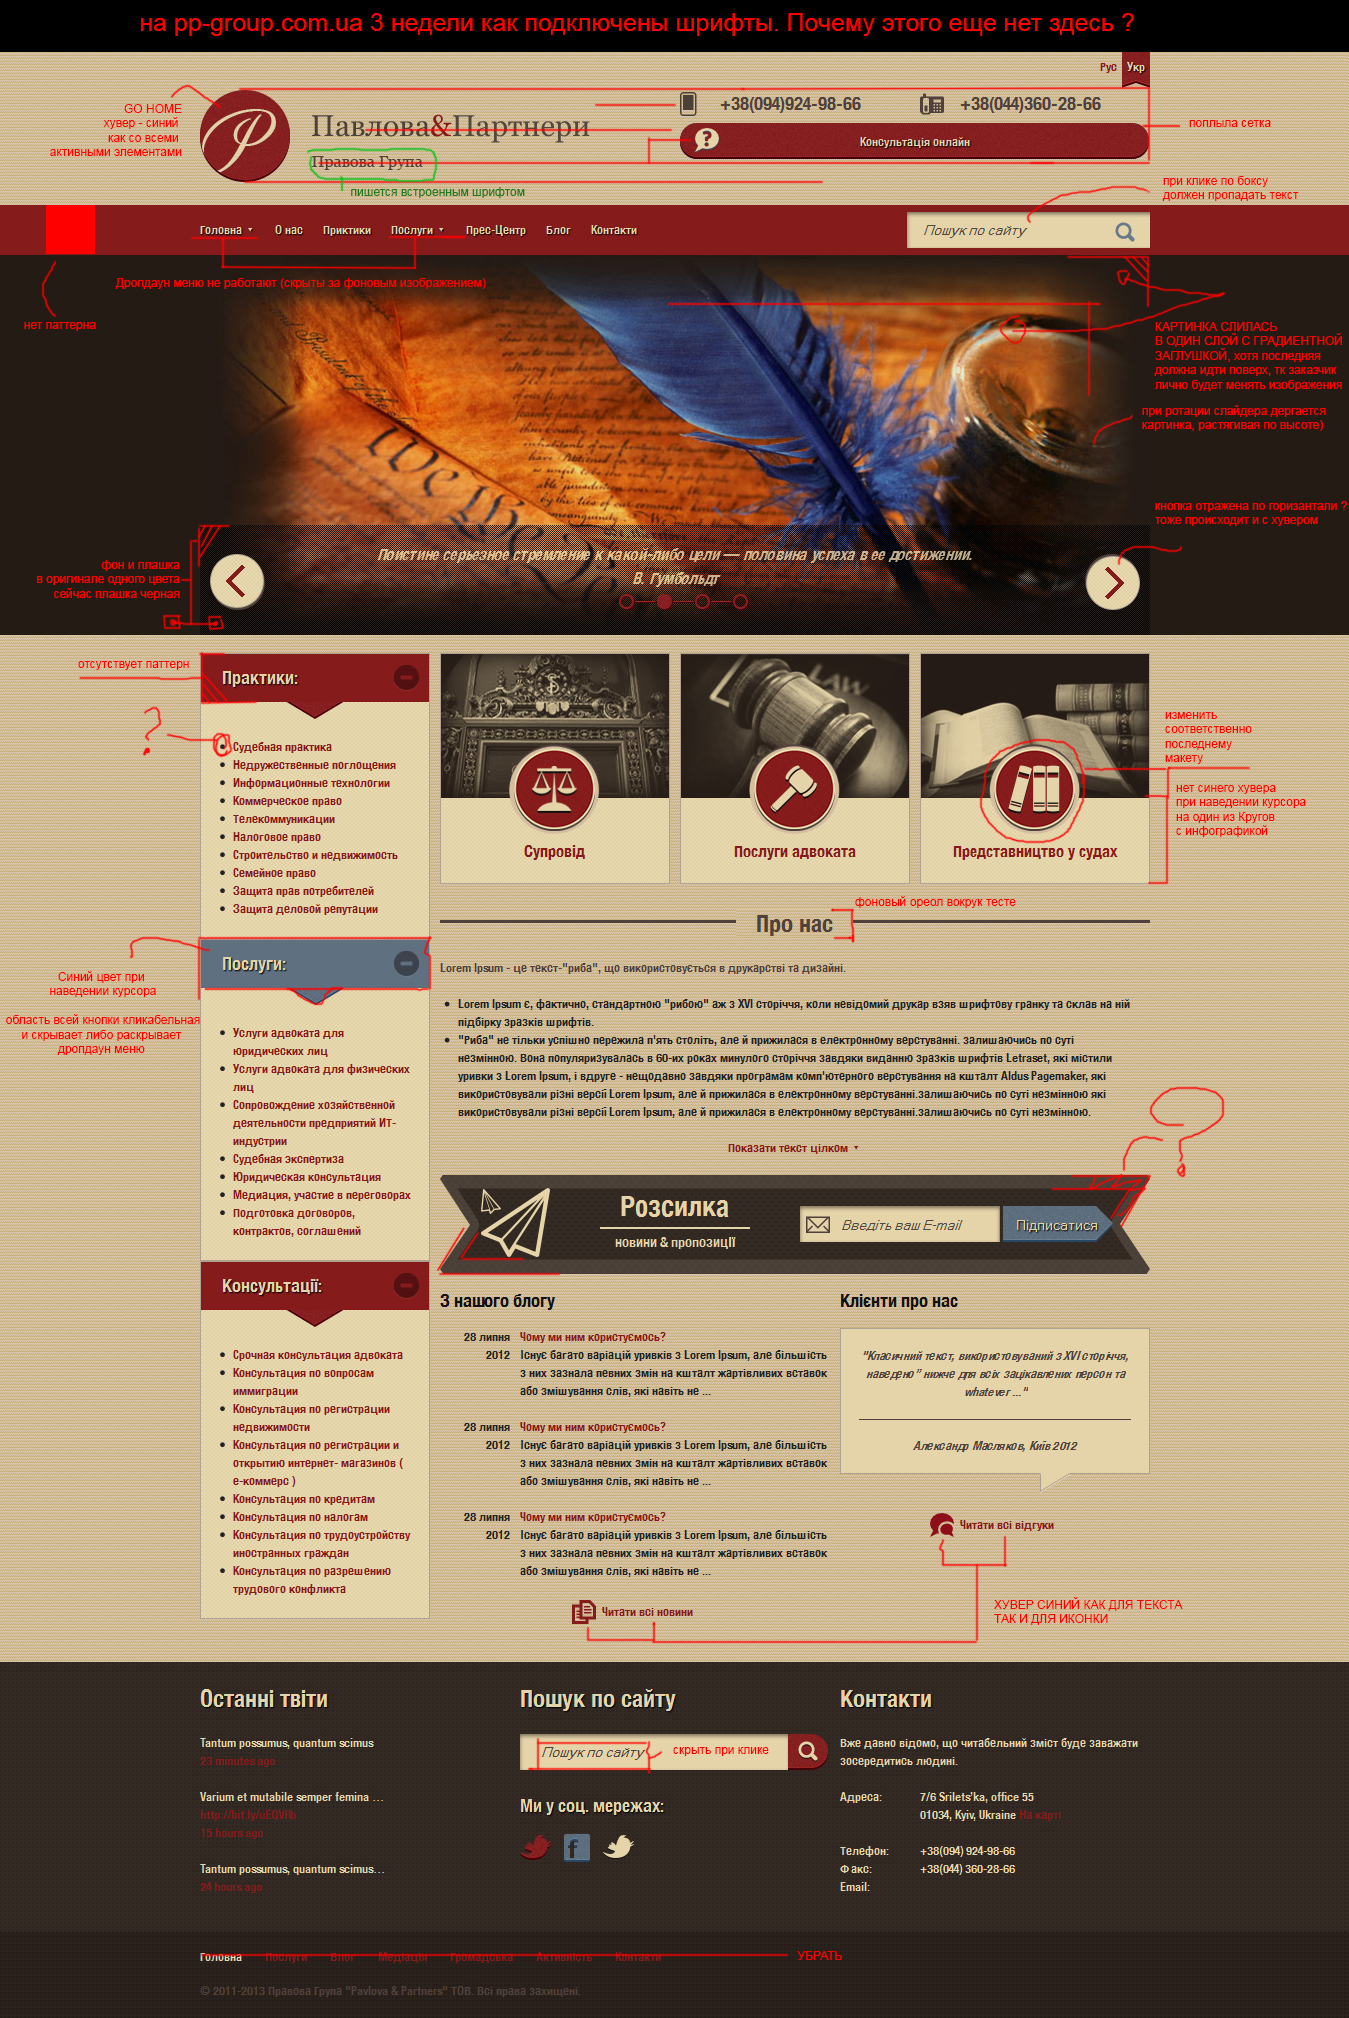 на pp-group.com.ua 3 недели как подключены шрифты. Почему этого еще нет здесь ?
Рус Укр
GO HOME
хувер - синий
как со всеми
активными элементами
Павлова&Партнери
Правова Група
пишется встроенным шрифтом
+38(094)924-98-66
+38(044)360-28-66
Консультація онлайн
поплыла сетка
при клике по боксу
должен пропадать текст
Головна
О нас
Приктики
Послуги
Прес-Центр
Блог
Контакти
Пошук по сайту
Дропдаун меню не работают (скрыты за фоновым изображением)
нет паттерна
КАРТИНКА СЛИЛАСЬ
В ОДИН СЛОЙ С ГРАДИЕНТНОЙ
ЗАГЛУШКОЙ, хотя последняя
должна идти поверх, тк заказчик
лично будет менять изображения
при ротации слайдера дергается
картинка, растягивая по высоте)
кнопка отражена по горизантали ?
тоже происходит и с хувером
We the
фон и плашка
в оригинале одного цвета
сейчас плашка черная
Поистине серьезное стремление к какой-либо цели — половина успеха в ее достижении.
В. Гумбольдт
отсутствует паттерн
Практики:
?
Судебная практика
Недружественные поглощения
Информационные технологии
Коммерческое право
Телекоммуникации
Налоговое право
Строительство и недвижимость
Семейное право
Защита прав потребителей
Защита деловой репутации
LAW
Супровід
Послуги адвоката
Представництво у судах
изменить
соответственно
последнему
макету
нет синего хувера
при наведении курсора
на один из Кругов
с инфографикой
фоновый ореол вокрук тесте
Про нас
Lorem Ipsum - це текст-"риба", що використовується в друкарстві та дизайні.
Lorem Ipsum є, фактично, стандартною "рибою" аж з XVI сторіччя, коли невідомий друкар взяв шрифтову гранку та склав на ній
підбірку зразків шрифтів.
"Риба" не тільки успішно пережила п'ять століть, але й прижилася в електронному верстуванні. залишаючись по суті
незмінною. Вона популяризувалась в 60-их роках минулого сторіччя завдяки виданню зразків шрифтів Letraset, які містили
уривки з Lorem Ipsum, і вдруге - нещодавно завдяки програмам комп'ютерного верстування на кшталт Aldus Pagemaker, які
використовували різні версії Lorem Ipsum, але й прижилася в електронному верстуванні.залишаючись по суті незмінною які
використовували різні версії Lorem Ipsum, але й прижилася в електронному верстуванні.залишаючись по суті незмінною.
Показати текст цілком
?
Послуги:
Синий цвет при
наведении курсора
область всей кнопки кликабельная
и скрывает либо раскрывает
дропдаун меню
Услуги адвоката для
юридических лиц
Услуги адвоката для физических
лиц
Сопровождение хозяйственной
деятельности предприятий ИТ-
индустрии
Судебная экспертиза
Юридическая консультация
Медиация, участие в переговорах
Подготовка договоров,
контрактов, соглашений
Розсилка
новини & пропозиції
Введіть ваш E-mail
Підписатися
Консультації:
Срочная консультация адвоката
Консультация по вопросам
иммиграции
Консультация по регистрации
недвижимости
Консультация по регистрации и
открытию интернет- магазинов (
е-коммерс )
Консультация по кредитам
Консультация по налогам
Консультация по трудоустройству
иностранных граждан
Консультация по разрешению
трудового конфликта
З нашого блогу
28 липня
2012
Чому ми ним користуємось?
Існує багато варіацій уривків з Lorem Ipsum, але більшість
з них зазнала певних змін на кшталт жартівливих вставок
або змішування слів, які навіть не ...
28 липня
2012
Чому ми ним користуємось?
Існує багато варіацій уривків з Lorem Ipsum, але більшість
з них зазнала певних змін на кшталт жартівливих вставок
або змішування слів, які навіть не ...
28 липня
2012
Чому ми ним користуємось?
Існує багато варіацій уривків з Lorem Ipsum, але більшість
з них зазнала певних змін на кшталт жартівливих вставок
або змішування слів, які навіть не ...
Читати всі новини
Клієнти про нас
"Класичний текст, використовуваний з XVI сторіччя,
наведено" нижче для всіх зацікавлених персон та
whatever ..."
Александр Масляков, Київ 2012
Читати всі відгуки
ХУВЕР СИНИЙ КАК ДЛЯ ТЕКСТА
ТАК И ДЛЯ ИКОНКИ
Останні твіти
Tantum possumus, quantum scimus
23 minutes ago
Varium et mutabile semper femina ...
http://bit.ly/uEQVRb
15 hours ago
Tantum possumus, quantum scimus...
24 hours ago
Пошук по сайту
Пошук по сайту
скрыть при клике
Ми у соц. мережах:
Контакти
Вже давно відомо, що читабельний зміст буде заважати
зосередитись людині.
Адреса: 7/6 Srilets'ka, office 55
01034, Kyiv, Ukraine На карті
Телефон: +38(094) 924-98-66
Факс: +38(044) 360-28-66
Email:
Головна Послуги Блог Медіація Громадська Активність Контакти
УБРАТЬ
© 2011-2013 Правова Група "Pavlova & Partners" ТОВ. Всі права захищені.